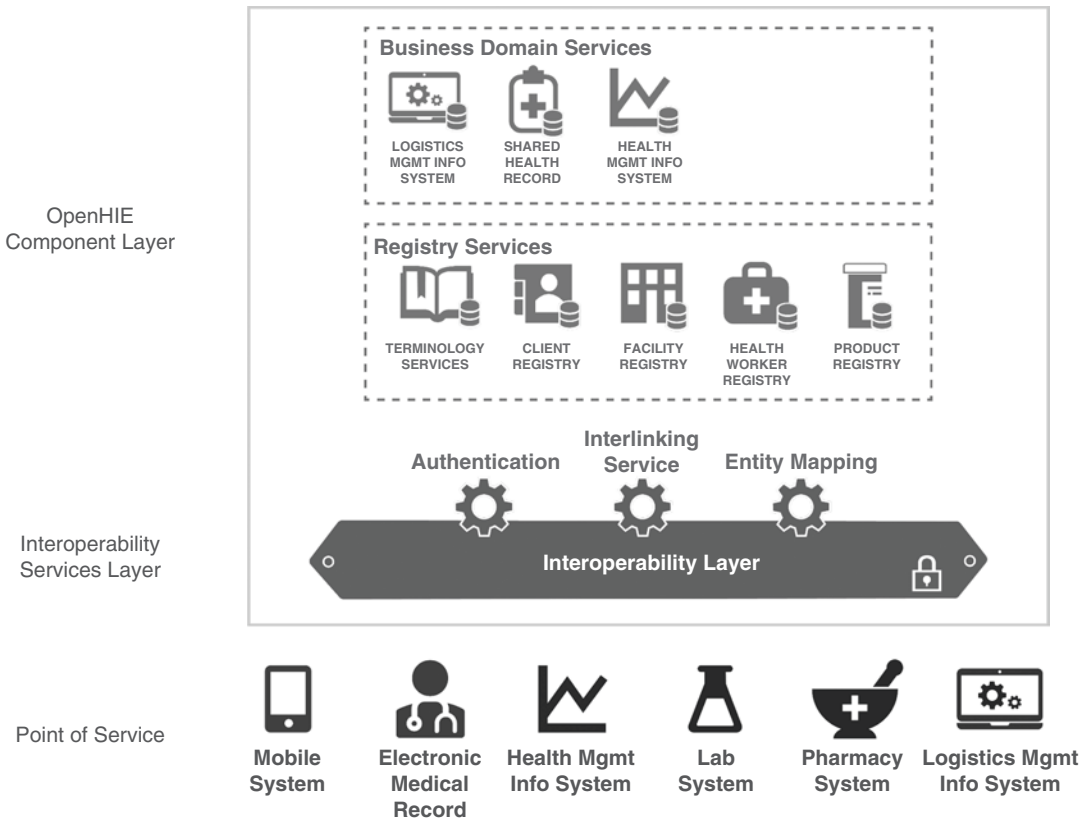 Business Domain Services
LOGISTICS
MGMT INFO
SYSTEM
SHARED
HEALTH
RECORD
HEALTH
MGMT INFO
SYSTEM
OpenHIE
Component Layer
Registry Services
TERMINOLOGY
SERVICES
CLIENT
REGISTRY
FACILITY
REGISTRY
HEALTH
WORKER
REGISTRY
PRODUCT
REGISTRY
Authentication
Interlinking
Service
Entity Mapping
Interoperability
Services Layer
Interoperability Layer
Point of Service
Mobile
System
Electronic
Medical
Record
Health Mgmt
Info System
Lab
System
Pharmacy
System
Logistics Mgmt
Info System